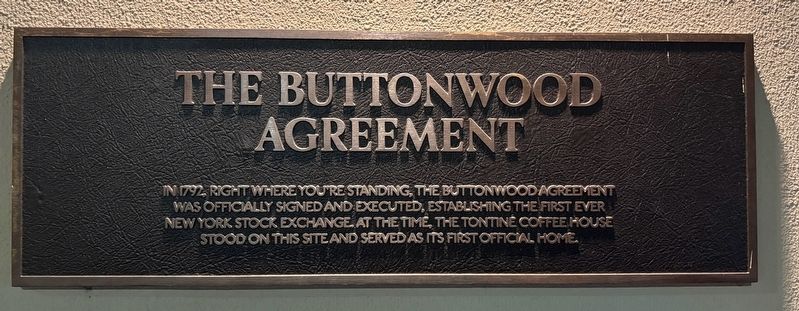 THE BUTTONWOOD
AGREEMENT
IN 1792, RIGHT WHERE YOU'RE STANDING, THE BUTTONWOOD AGREEMENT
WAS OFFICIALLY SIGNED AND EXECUTED, ESTABLISHING THE FIRST EVER
NEW YORK STOCK EXCHANGE. AT THE TIME, THE TONTINE COFFEE HOUSE
STOOD ON THIS SITE AND SERVED AS ITS FIRST OFFICIAL HOME.